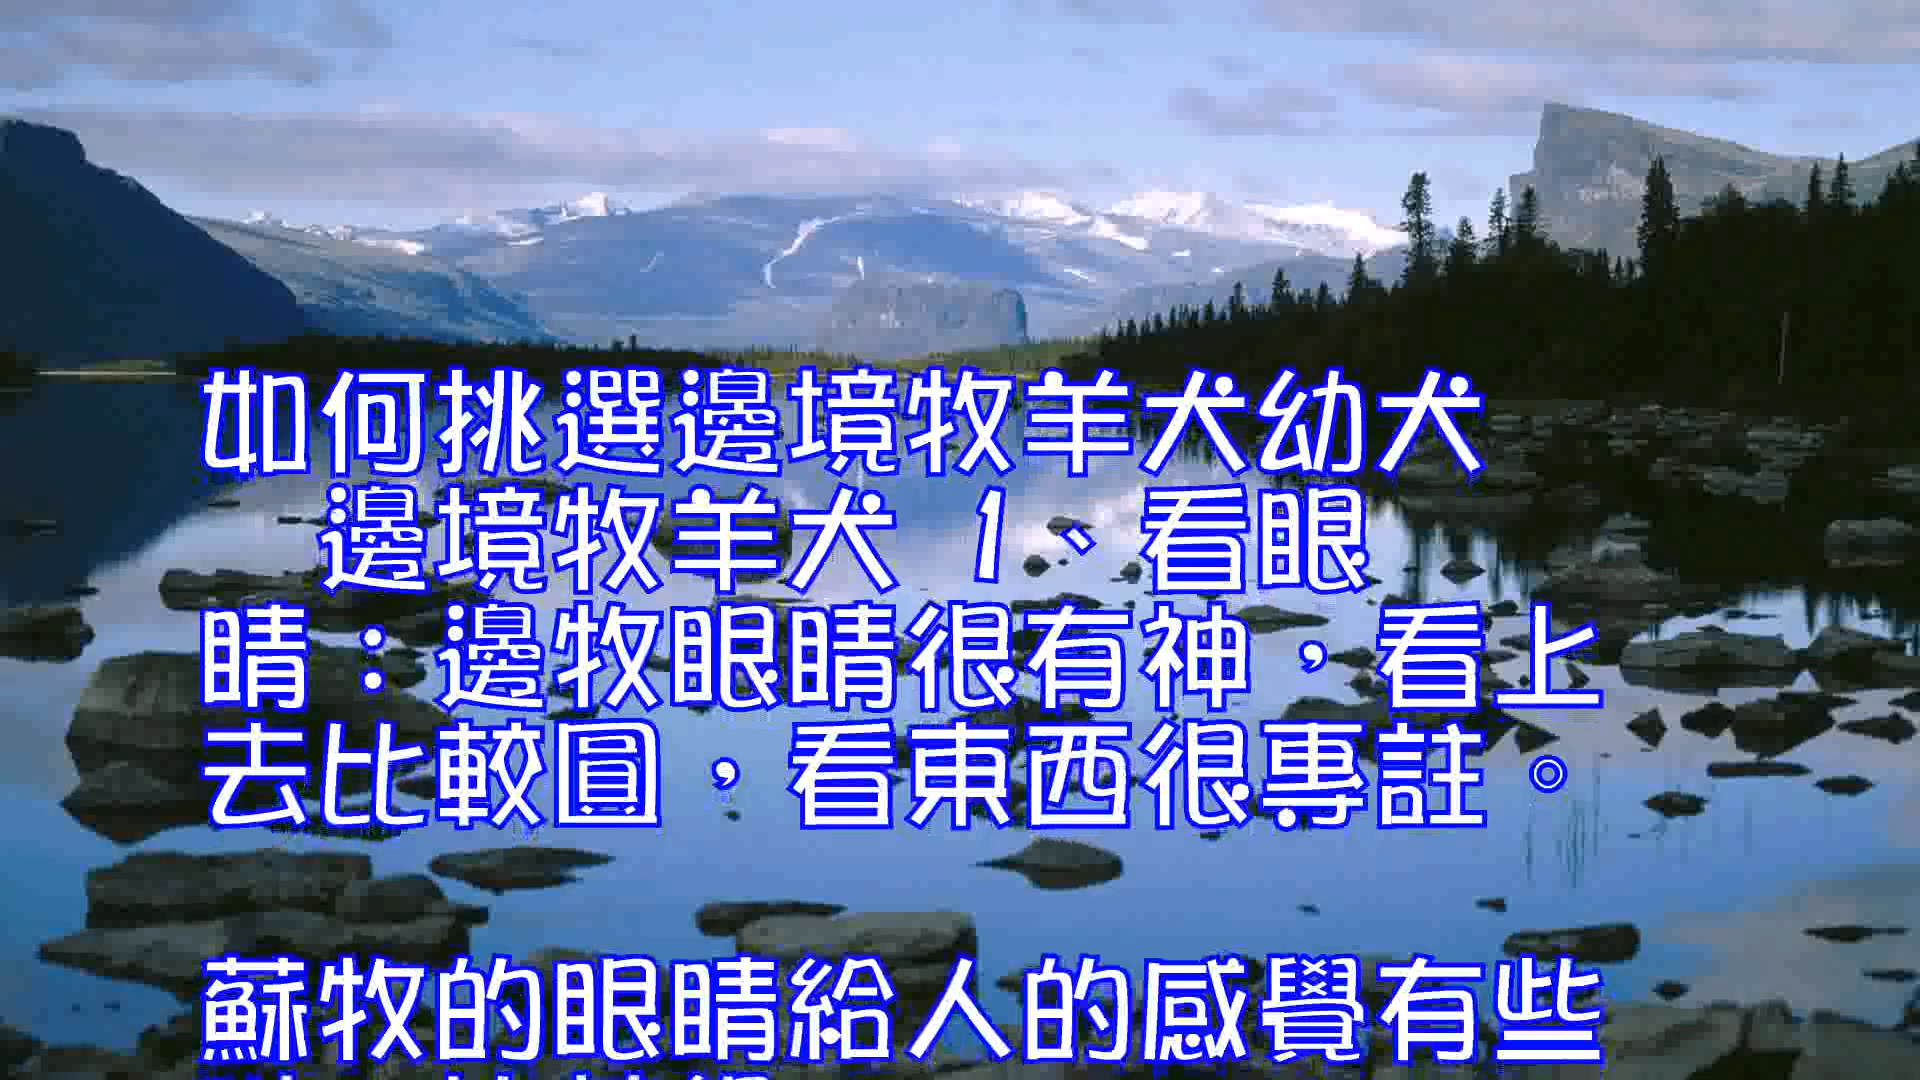 如何挑選邊境牧羊犬幼犬
邊境牧羊犬 1、看眼
睛：邊牧眼睛很有神，看上
去比較圓，看東西很專註。
蘇牧的眼睛給人的感覺有些